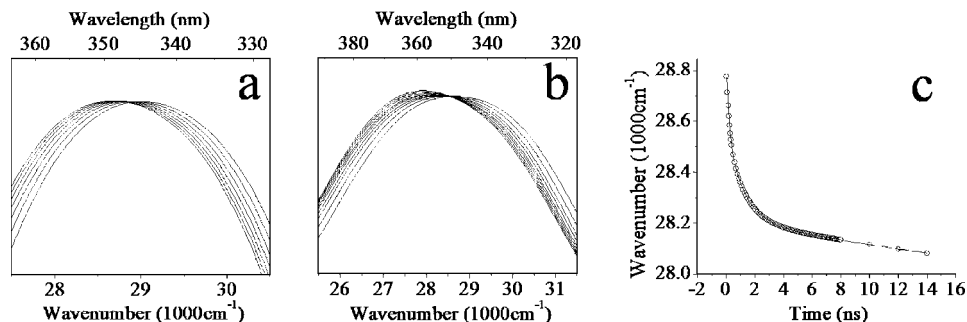 Wavelength (nm)
360 350 340 330
a
28 29 30
Wavenumber (1000cm-1)
Wavelength (nm)
380 360 340 320
b
26 27 28 29 30 31
Wavenumber (1000cm-1)
c
Wavenumber (1000cm-1)
28.8
28.6
28.4
28.2
28.0
-2 0 2 4 6 8 10 12 14 16
Time (ns)